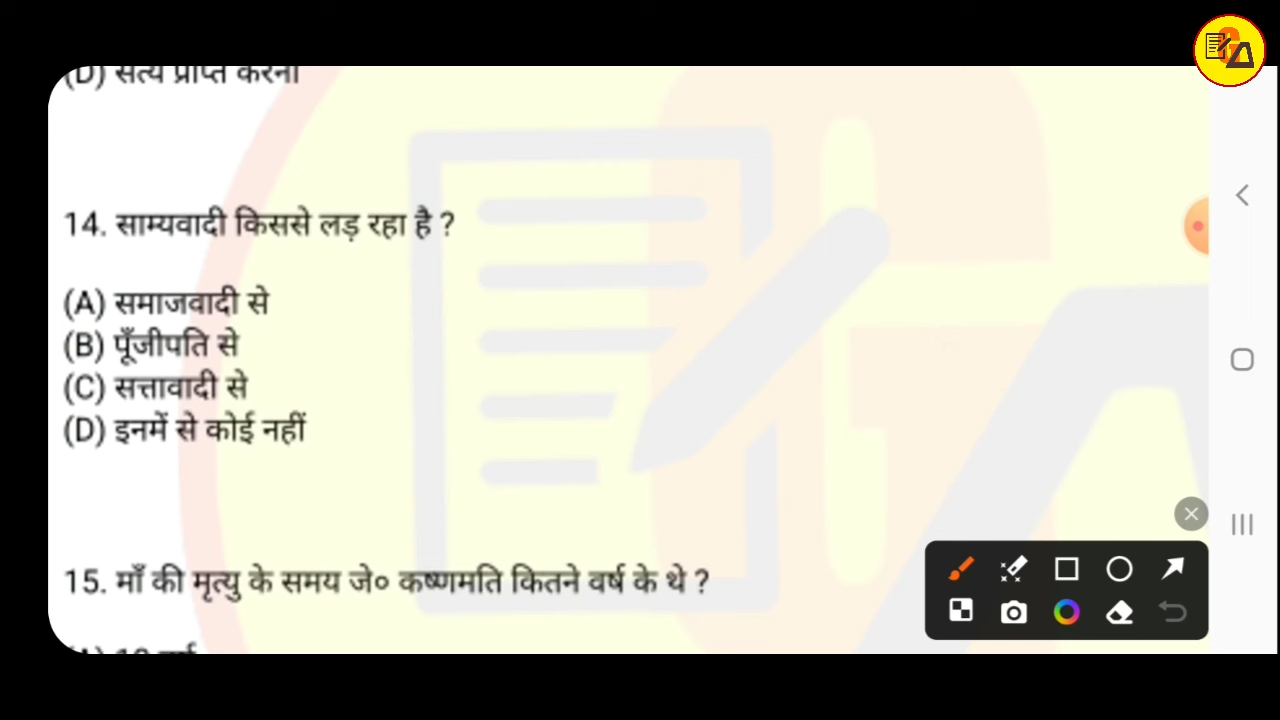 (D) सत्य प्राप्त करना
14. साम्यवादी किससे लड़ रहा है ?
(A) समाजवादी से
(B) पूँजीपति से
(C) सत्तावादी से
(D) इनमें से कोई नहीं
15. माँ की मृत्यु के समय जे० कष्णमति कितने वर्ष के थे ?